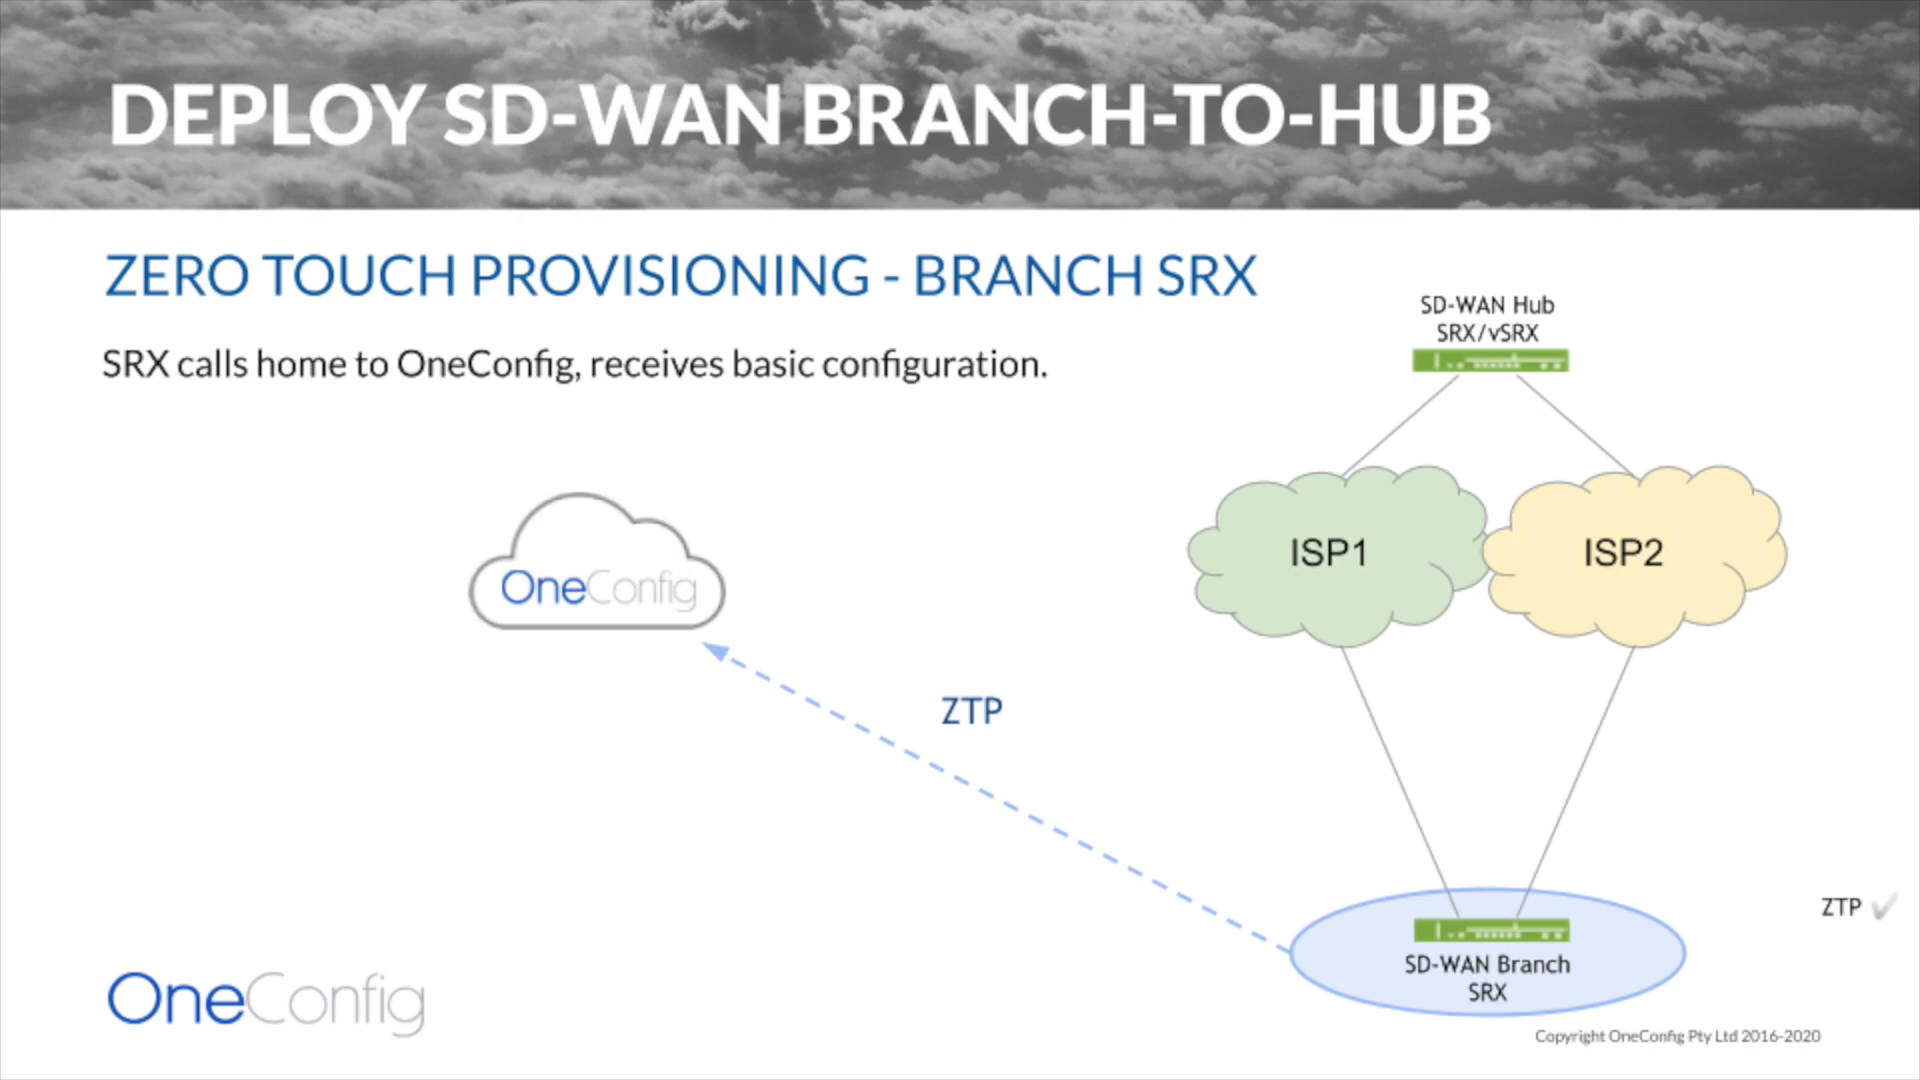 DEPLOY SD-WAN BRANCH-TO-HUB
ZERO TOUCH PROVISIONING - BRANCH SRX
SRX calls home to OneConfig, receives basic configuration.
SD-WAN Hub
SRX/vSRX
ISP1
ISP2
OneConfig
ZTP
ZTP
SD-WAN Branch
SRX
OneConfig
Copyright OneConfig Pty Ltd 2016-2020